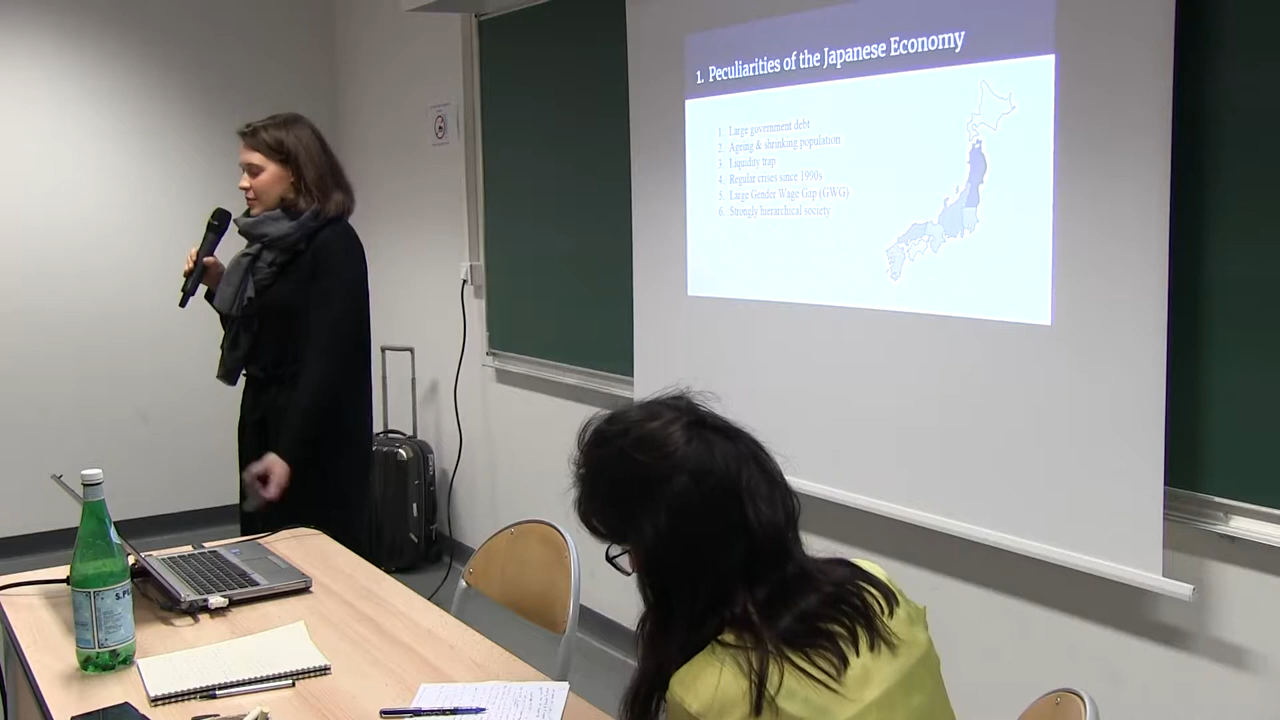 1. Peculiarities of the Japanese Economy
1. Large government debt
2. Ageing & shrinking population
3. Liquidity trap
4. Regular crises since 1990s
5. Large Gender Wage Gap (GWG)
6. Strongly hierarchical society